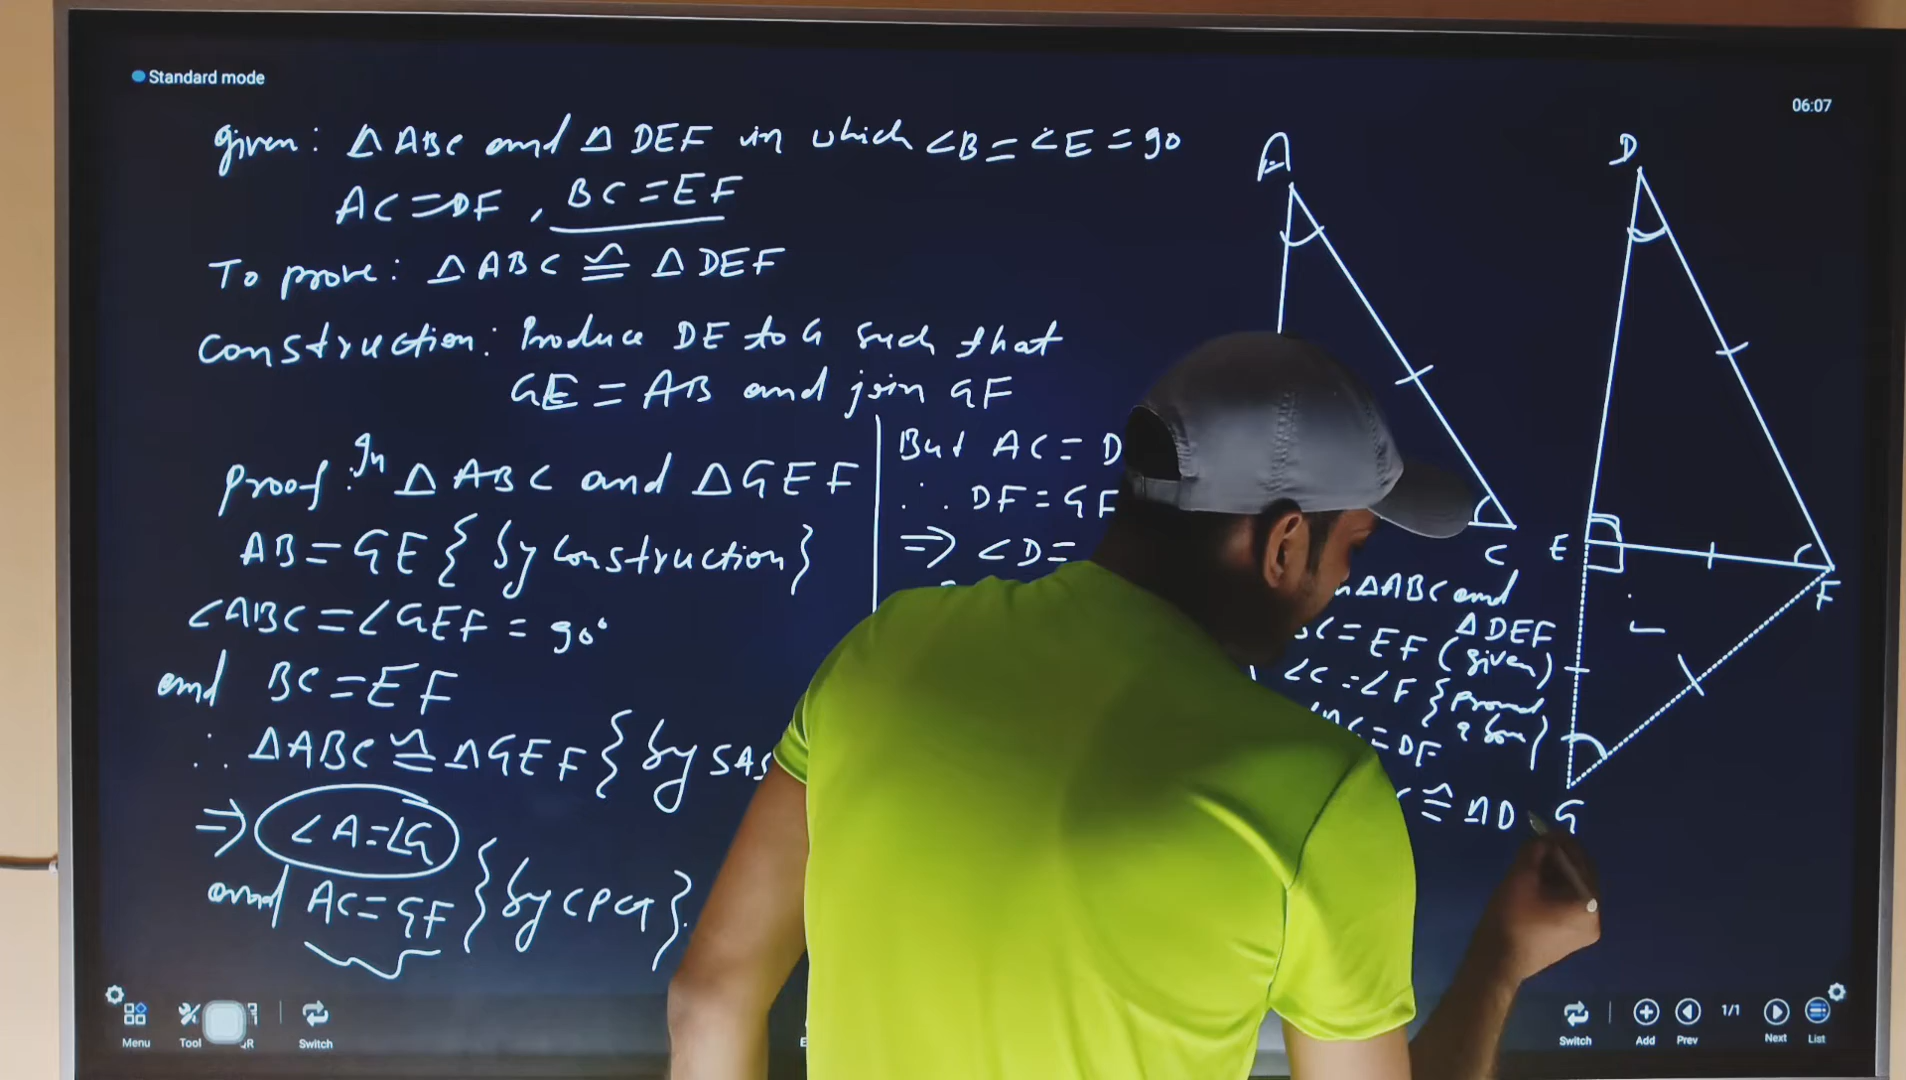 Standard mode
06:07
Given: △ ABC and △ DEF in which ∠B = ∠E = 90
AC = DF, BC = EF
To prove: △ ABC ≅ △ DEF
Construction: Produce DE to G such that
GE = AB and join GF
Proof: In △ ABC and △ GEF
AB = GE { by construction}
∠ABC = ∠GEF = 90°
and BC = EF
∴ △ABC ≅ △GEF } by SAS
⇒ ∠A = ∠G
and AC = GF } by CPCT}.
But AC = D
∴ DF = GF
⇒ ∠D =
△ABC and
△ DEF
= EF (given)
∠C = ∠F {Proved
= DF
≅ △D
A
C
D
E
F
G
Menu
Tool
Switch
Switch
Add
Prev
1/1
Next
List